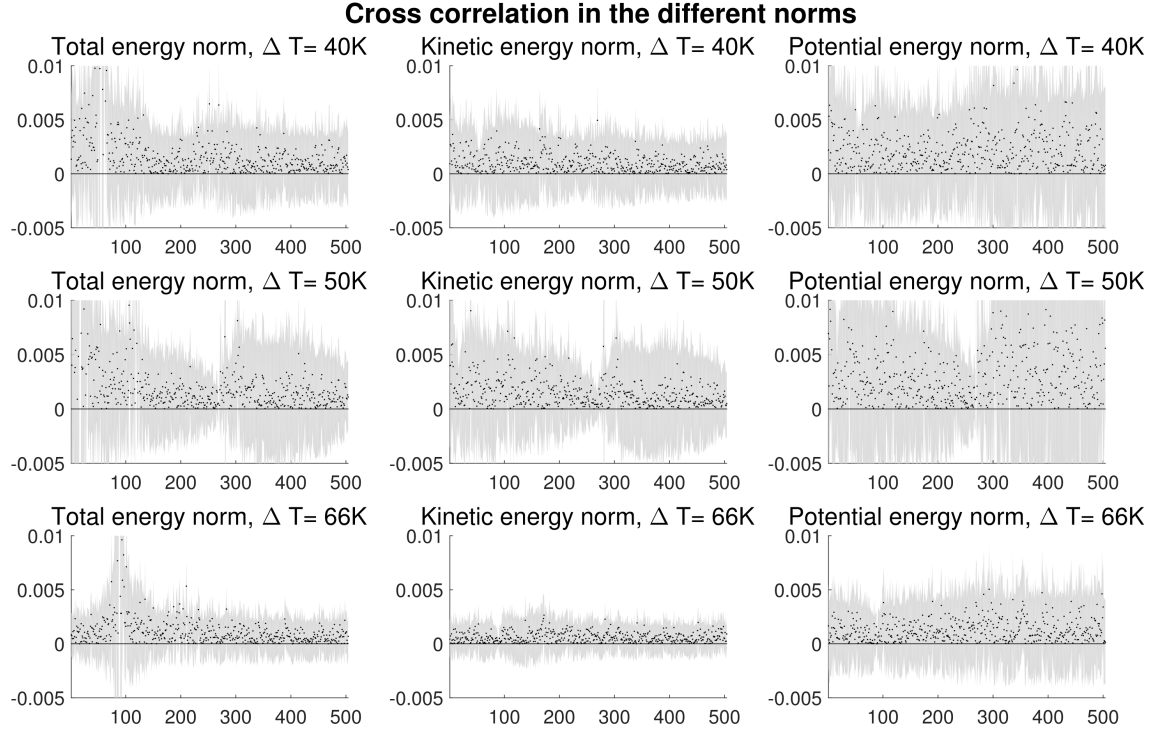 Cross correlation in the different norms
Total energy norm, Δ T= 40K
Kinetic energy norm, Δ T= 40K
Potential energy norm, Δ T= 40K
0.01
0.005
0
-0.005
100 200 300 400 500
0.01
0.005
0
-0.005
100 200 300 400 500
0.01
0.005
0
-0.005
100 200 300 400 500
Total energy norm, Δ T= 50K
Kinetic energy norm, Δ T= 50K
Potential energy norm, Δ T= 50K
0.01
0.005
0
-0.005
100 200 300 400 500
0.01
0.005
0
-0.005
100 200 300 400 500
0.01
0.005
0
-0.005
100 200 300 400 500
Total energy norm, Δ T= 66K
Kinetic energy norm, Δ T= 66K
Potential energy norm, Δ T= 66K
0.01
0.005
0
-0.005
100 200 300 400 500
0.01
0.005
0
-0.005
100 200 300 400 500
0.01
0.005
0
-0.005
100 200 300 400 500